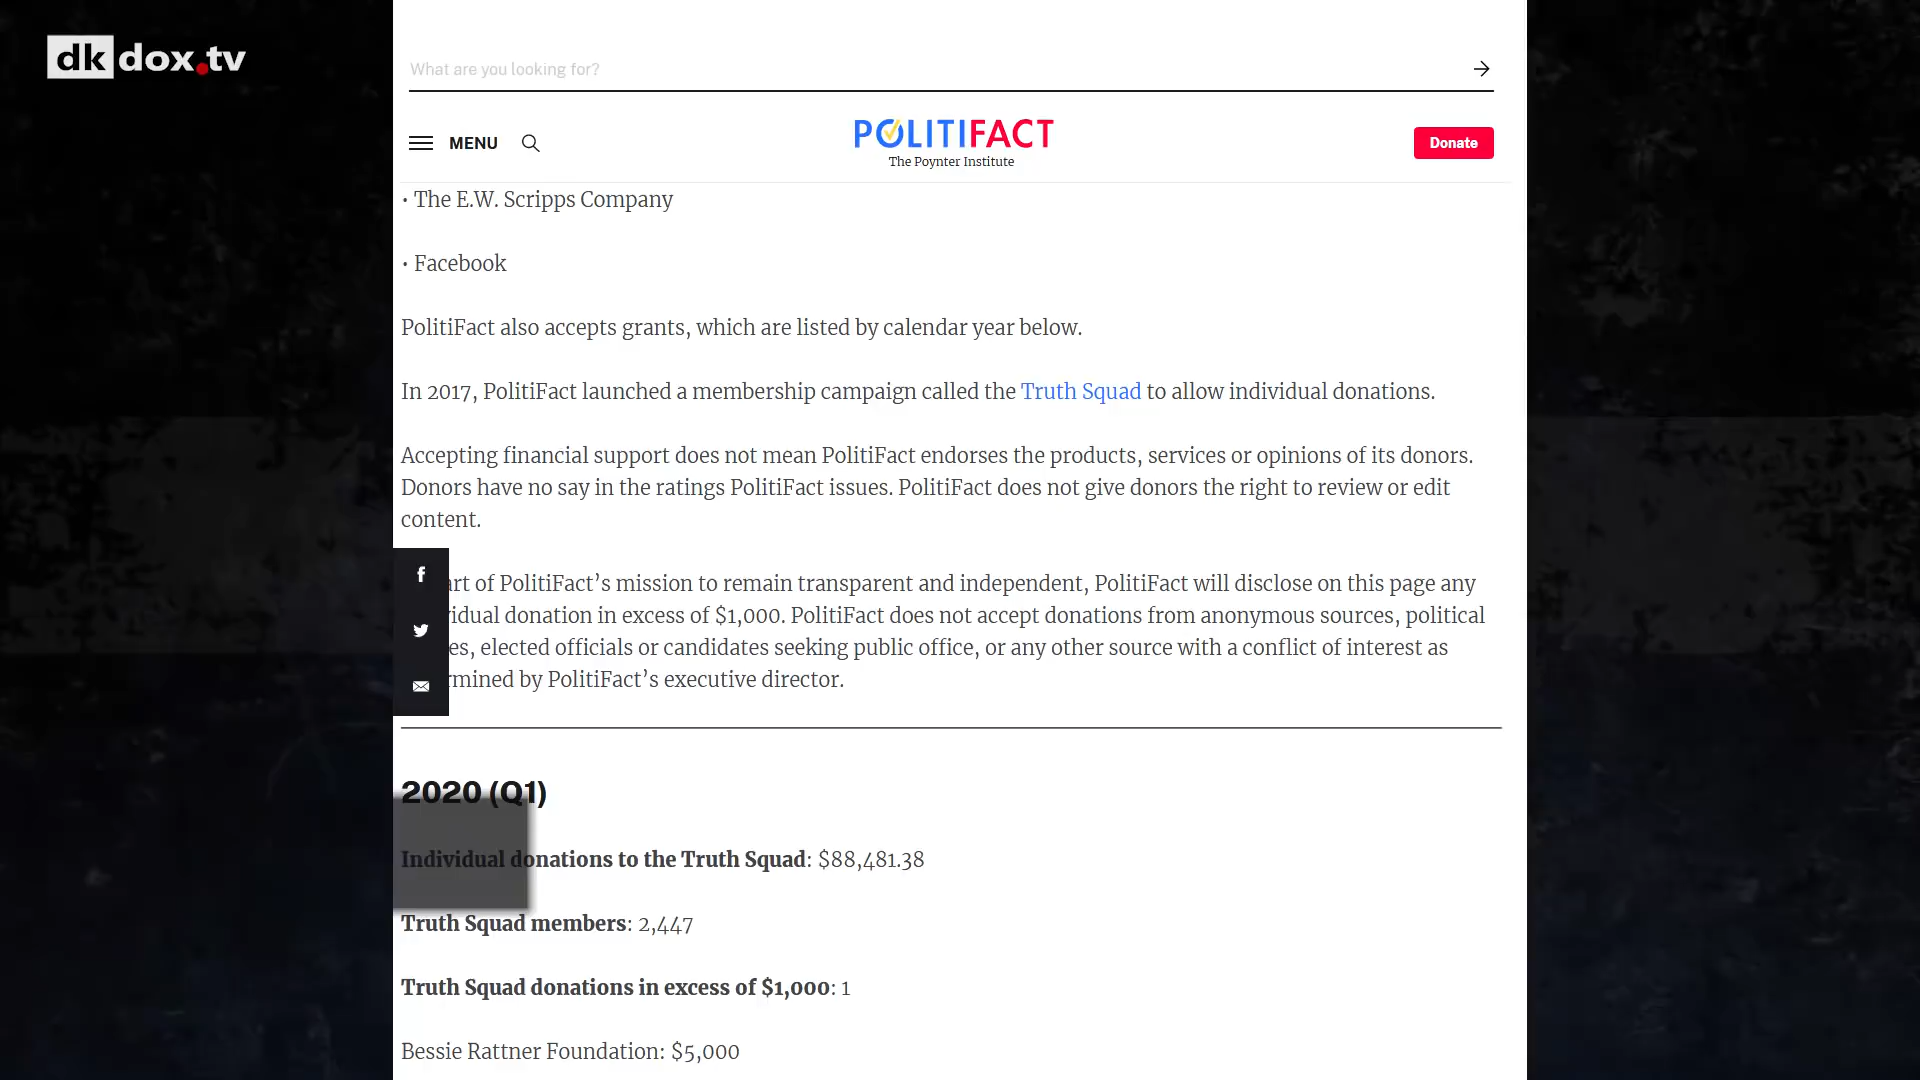 dk dox.tv
What are you looking for?
MENU
POLITIFACT
The Poynter Institute
Donate
• The E.W. Scripps Company
• Facebook
PolitiFact also accepts grants, which are listed by calendar year below.
In 2017, PolitiFact launched a membership campaign called the Truth Squad to allow individual donations.
Accepting financial support does not mean PolitiFact endorses the products, services or opinions of its donors.
Donors have no say in the ratings PolitiFact issues. PolitiFact does not give donors the right to review or edit
content.
art of PolitiFact’s mission to remain transparent and independent, PolitiFact will disclose on this page any
vidual donation in excess of $1,000. PolitiFact does not accept donations from anonymous sources, political
es, elected officials or candidates seeking public office, or any other source with a conflict of interest as
rmined by PolitiFact’s executive director.
2020 (Q1)
Individual donations to the Truth Squad: $88,481.38
Truth Squad members: 2,447
Truth Squad donations in excess of $1,000: 1
Bessie Rattner Foundation: $5,000